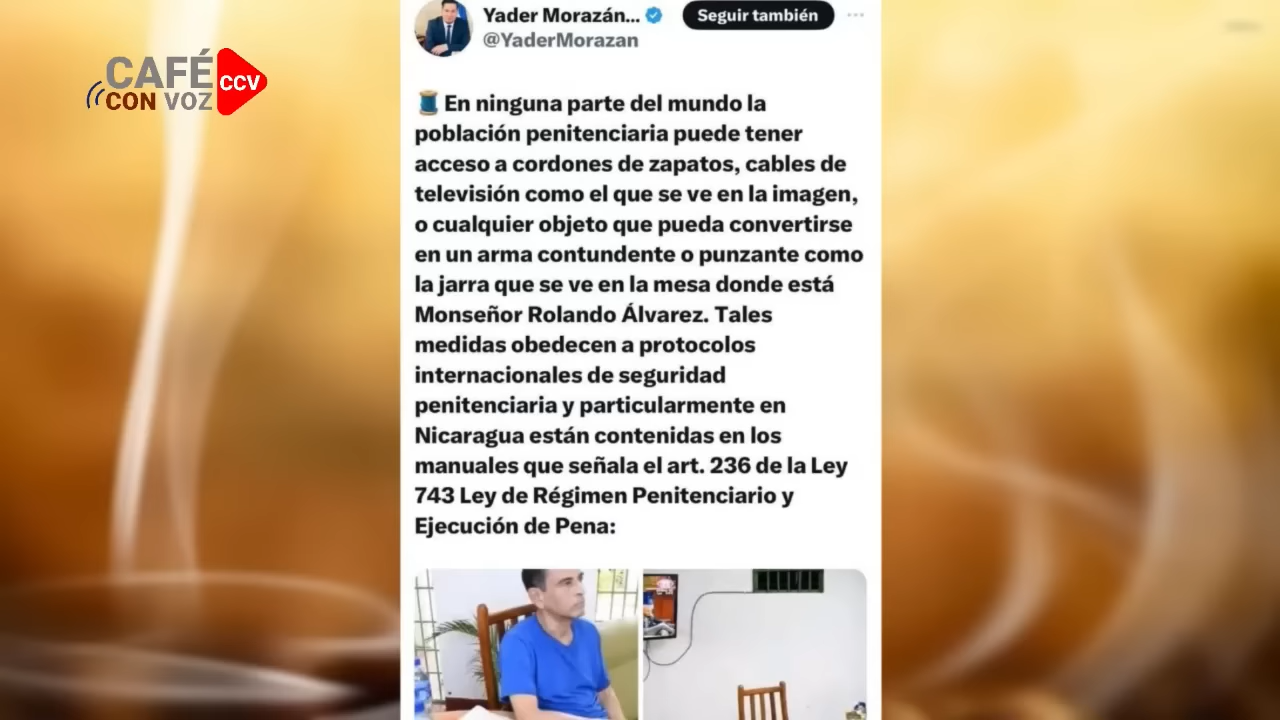 CAFÉ
CON VOZ
CCV
Yader Morazán...
Seguir también
@YaderMorazan
En ninguna parte del mundo la
población penitenciaria puede tener
acceso a cordones de zapatos, cables de
televisión como el que se ve en la imagen,
o cualquier objeto que pueda convertirse
en un arma contundente o punzante como
la jarra que se ve en la mesa donde está
Monseñor Rolando Álvarez. Tales
medidas obedecen a protocolos
internacionales de seguridad
penitenciaria y particularmente en
Nicaragua están contenidas en los
manuales que señala el art. 236 de la Ley
743 Ley de Régimen Penitenciario y
Ejecución de Pena: